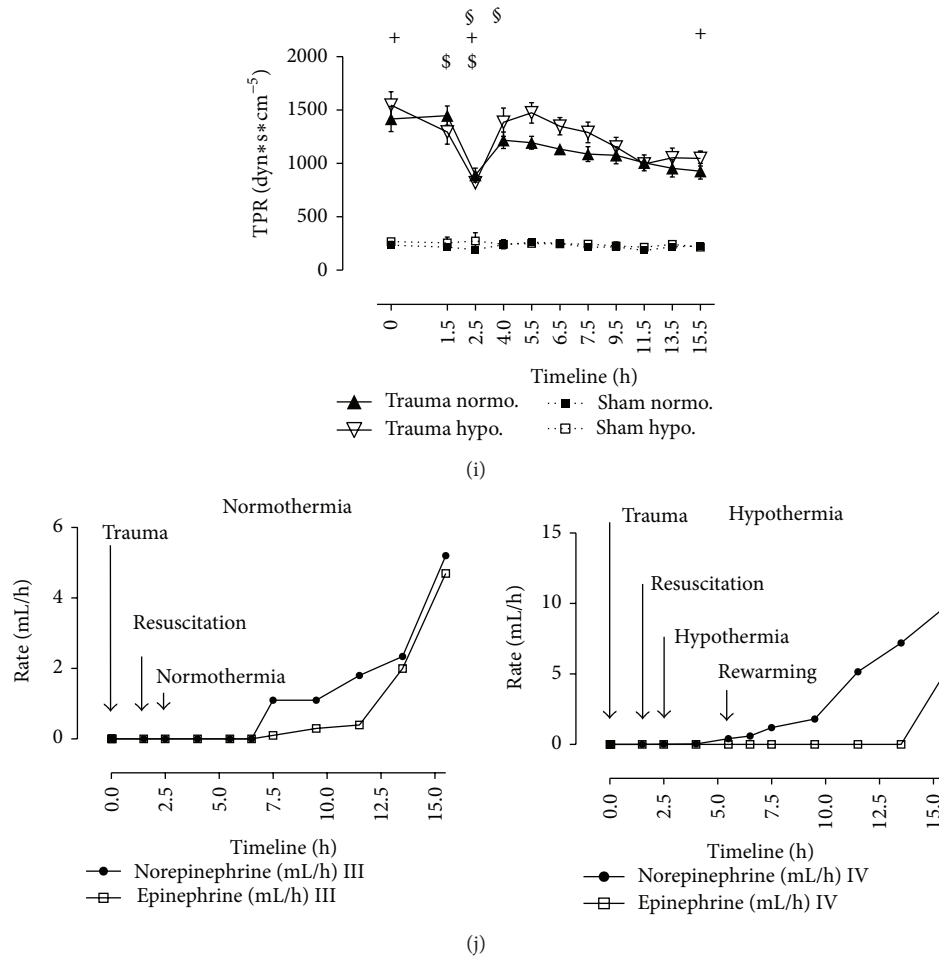 § §
+ + +
$ $
2000
1500
1000
500
0
TPR (dyn∗s∗cm−5)
0 1.5 2.5 4.0 5.5 6.5 7.5 9.5 11.5 13.5 15.5
Timeline (h)
Trauma normo. Sham normo.
Trauma hypo. Sham hypo.
(i)
Normothermia
6
4
2
0
Rate (mL/h)
Trauma
Resuscitation
Normothermia
0.0 2.5 5.0 7.5 10.0 12.5 15.0
Timeline (h)
Norepinephrine (mL/h) III
Epinephrine (mL/h) III
Hypothermia
15
10
5
0
Rate (mL/h)
Trauma
Resuscitation
Hypothermia
Rewarming
0.0 2.5 5.0 7.5 10.0 12.5 15.0
Timeline (h)
Norepinephrine (mL/h) IV
Epinephrine (mL/h) IV
(j)